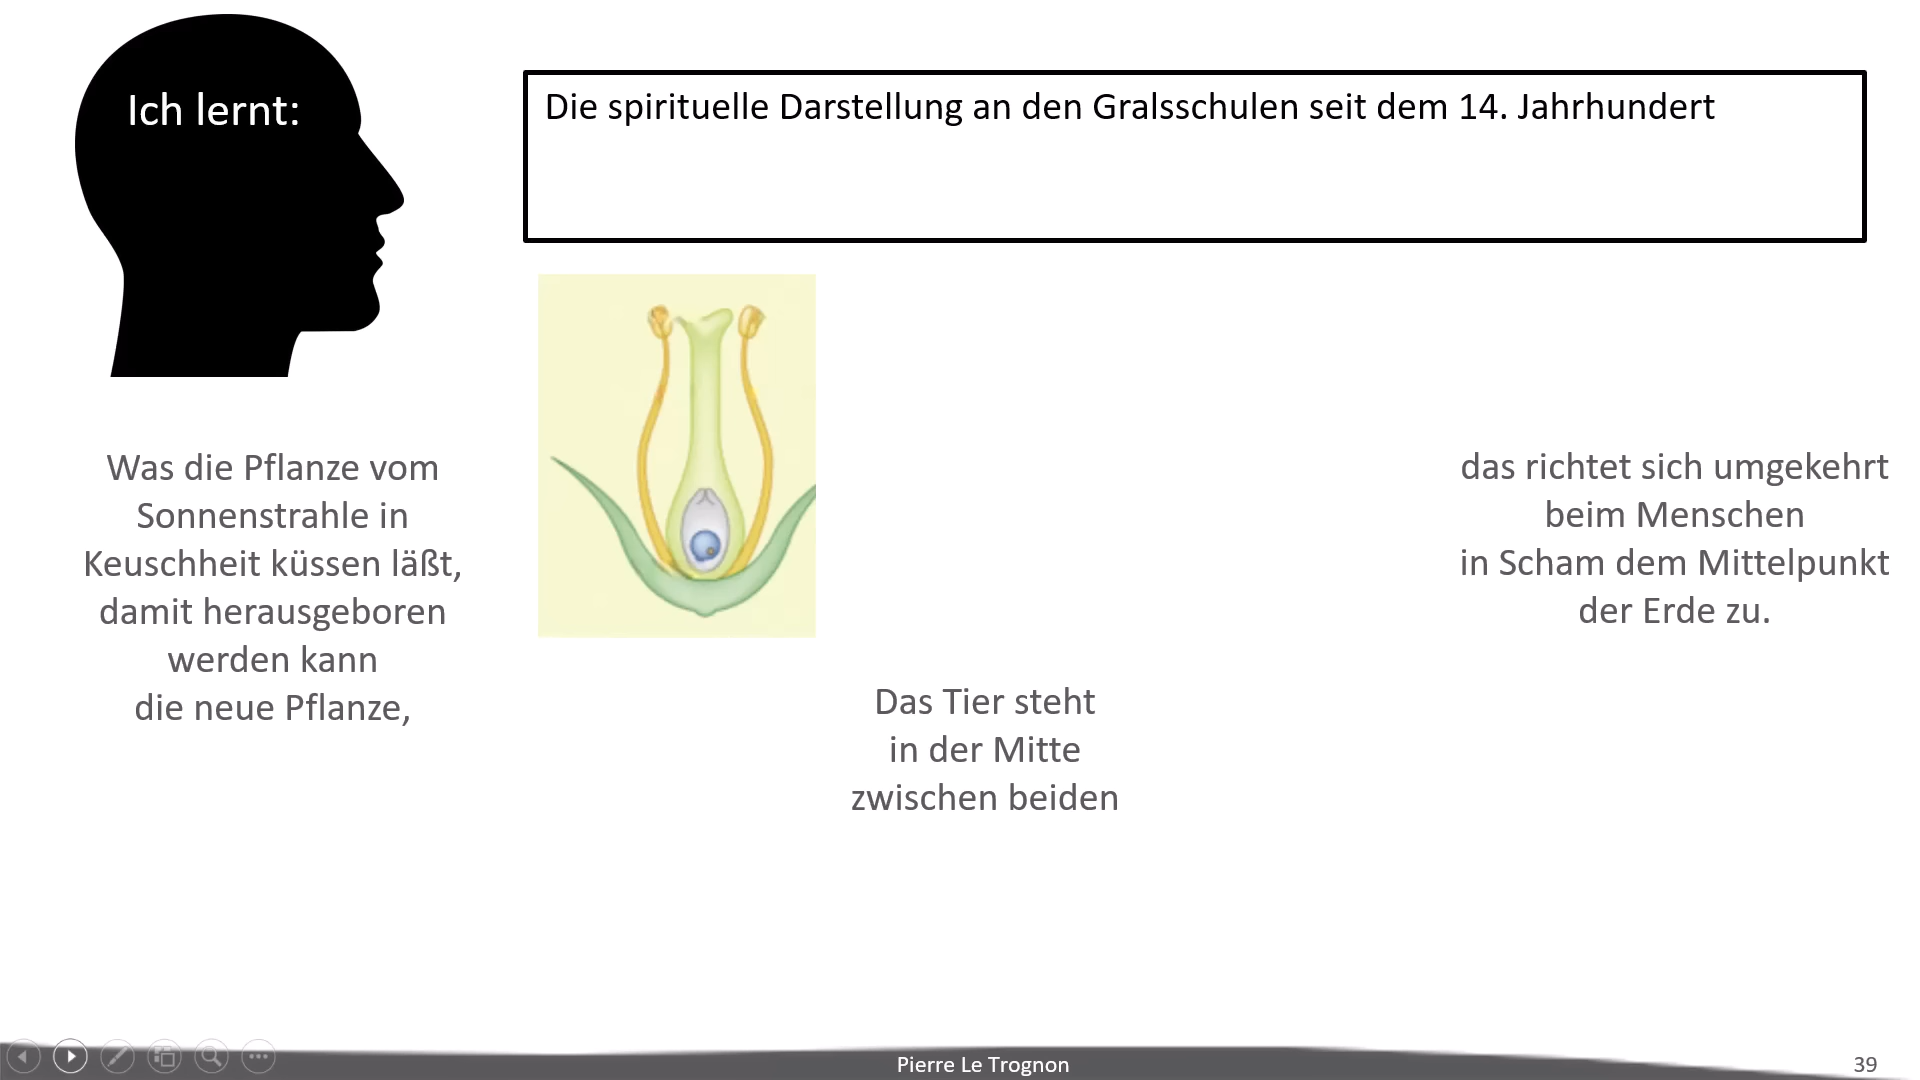 Ich lernt:
Die spirituelle Darstellung an den Gralsschulen seit dem 14. Jahrhundert
Was die Pflanze vom
Sonnenstrahle in
Keuschheit küssen läßt,
damit herausgeboren
werden kann
die neue Pflanze,
Das Tier steht
in der Mitte
zwischen beiden
das richtet sich umgekehrt
beim Menschen
in Scham dem Mittelpunkt
der Erde zu.
Pierre Le Trognon
39